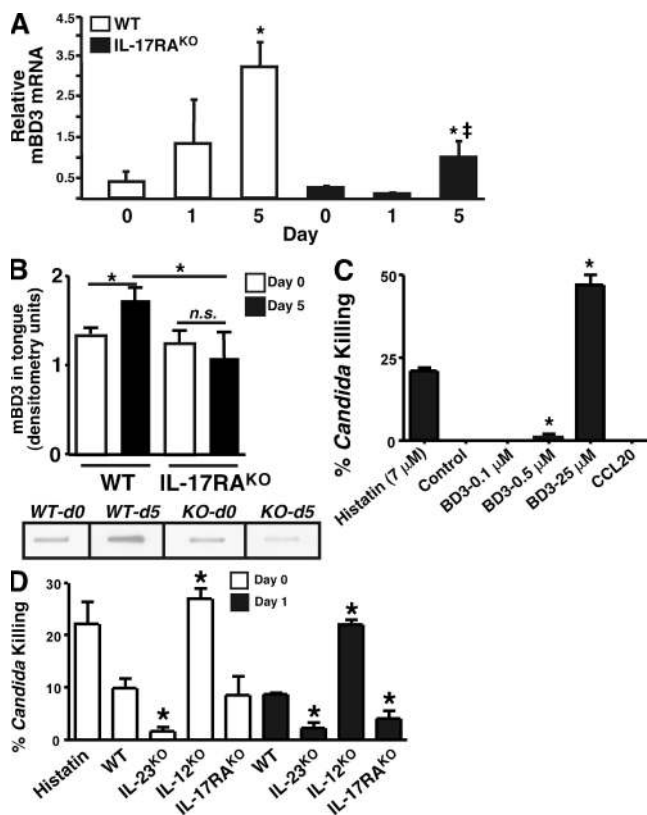 A
WT
IL-17RAKO
Relative
mBD3 mRNA
4.5
3.5
2.5
1.5
0.5
*
* ‡
0 1 5 0 1 5
Day
B
mBD3 in tongue
(densitometry units)
2
1
0
*
*
n.s.
Day 0
Day 5
WT IL-17RAKO
WT-d0 WT-d5 KO-d0 KO-d5
C
% Candida Killing
50
25
0
*
*
Histatin (7 µM)
Control
BD3-0.1 µM
BD3-0.5 µM
BD3-25 µM
CCL20
D
% Candida Killing
30
20
10
0
Day 0
Day 1
* * * * *
Histatin
WT
IL-23KO
IL-12KO
IL-17RAKO
WT
IL-23KO
IL-12KO
IL-17RAKO